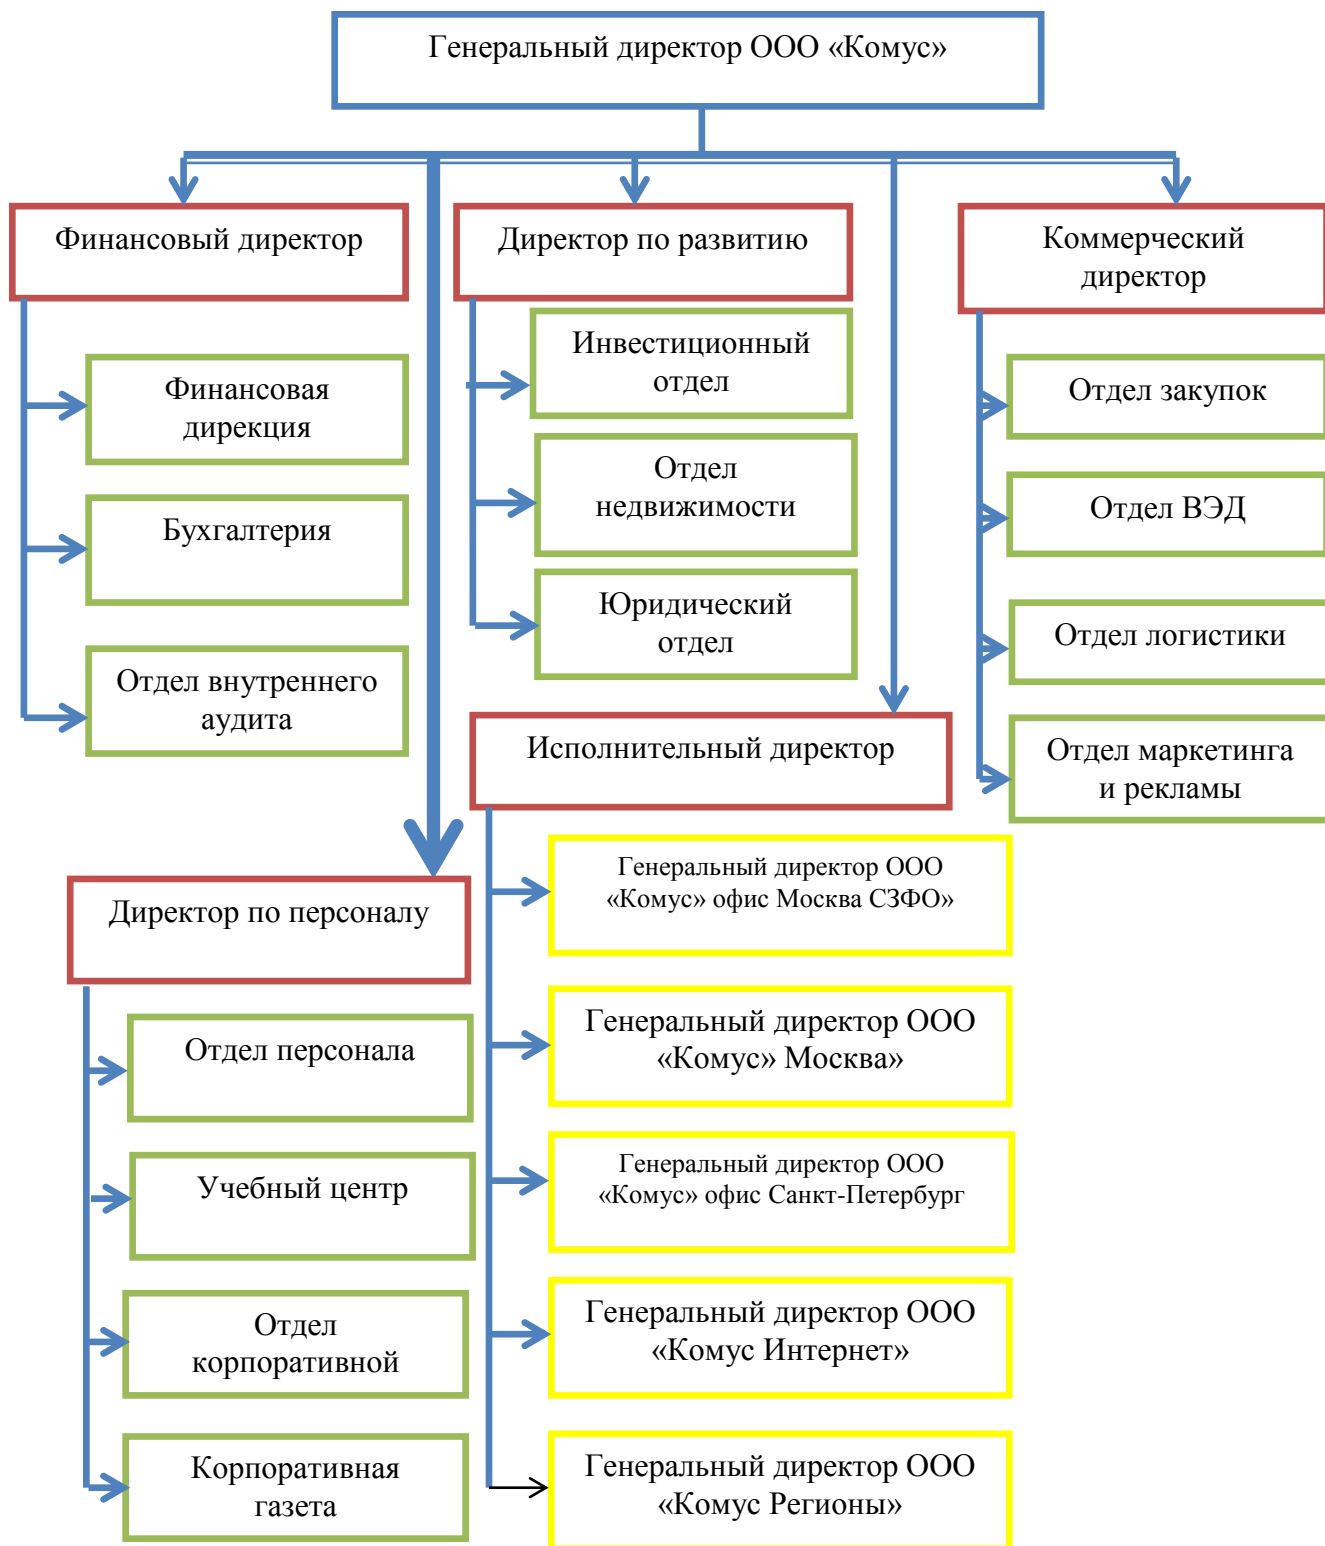 Генеральный директор ООО «Комус»
Финансовый директор
Директор по развитию
Коммерческий
директор
Финансовая
дирекция
Бухгалтерия
Отдел внутреннего
аудита
Инвестиционный
отдел
Отдел
недвижимости
Юридический
отдел
Отдел закупок
Отдел ВЭД
Отдел логистики
Отдел маркетинга
и рекламы
Исполнительный директор
Генеральный директор ООО
«Комус» офис Москва СЗФО»
Генеральный директор ООО
«Комус» Москва»
Генеральный директор ООО
«Комус» офис Санкт-Петербург
Генеральный директор ООО
«Комус Интернет»
Генеральный директор ООО
«Комус Регионы»
Директор по персоналу
Отдел персонала
Учебный центр
Отдел
корпоративной
Корпоративная
газета